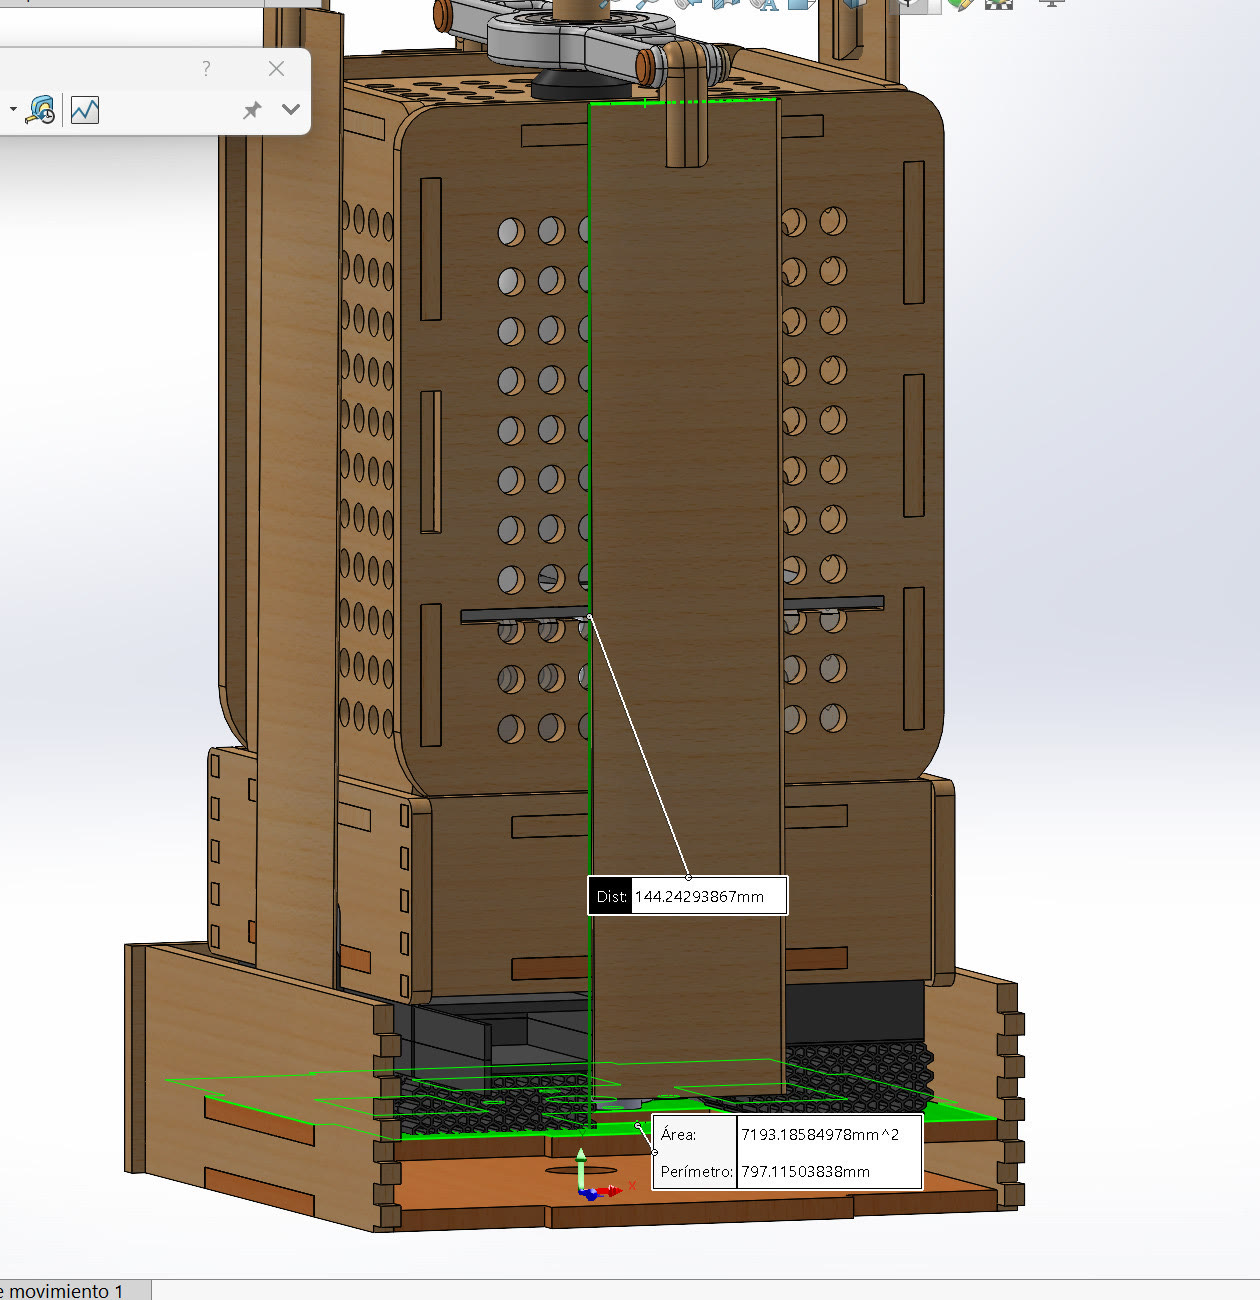 ?
Dist: 144.24293867mm
Área: 7193.18584978mm^2
Perímetro: 797.11503838mm
x
e movimiento 1